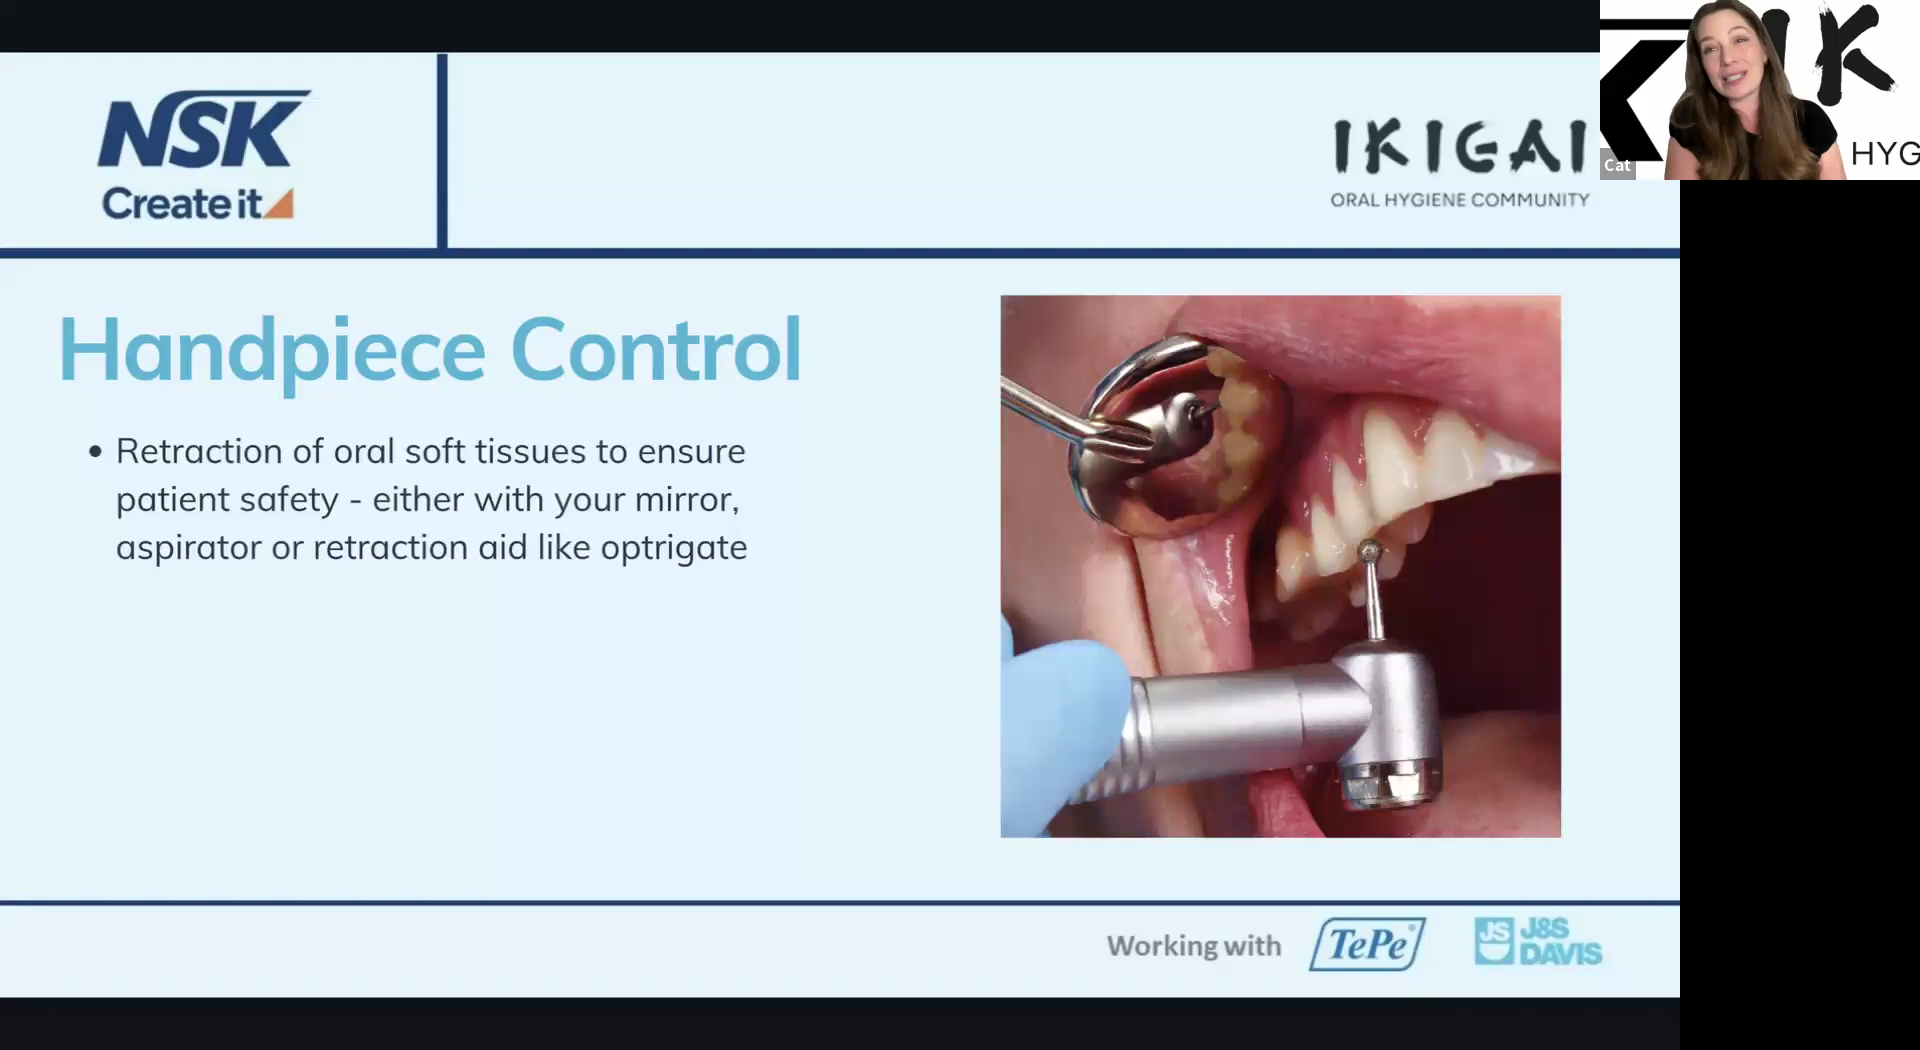 NSK
Create it
IKIGAI
ORAL HYGIENE COMMUNITY
K
Cat
HYG
Handpiece Control
• Retraction of oral soft tissues to ensure
patient safety - either with your mirror,
aspirator or retraction aid like optrigate
Working with
TePe®
JS
J&S
DAVIS